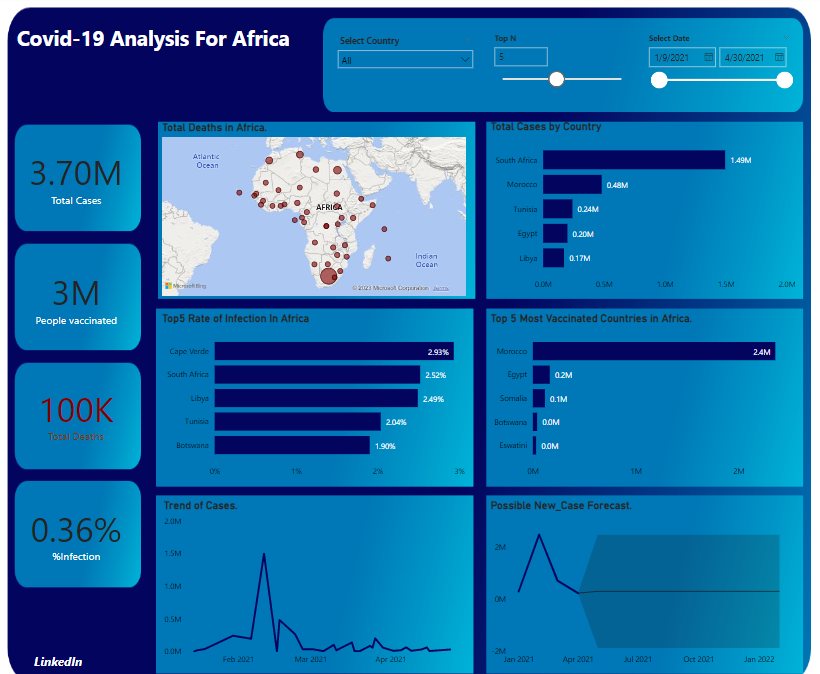 Covid-19 Analysis For Africa
Select Country
All
Top N
5
Select Date
1/9/2021
4/30/2021
3.70M
Total Cases
3M
People vaccinated
100K
Total Deaths
0.36%
%Infection
LinkedIn
Total Deaths in Africa.
Atlantic
Ocean
AFRICA
Indian
Ocean
Microsoft Bing
© 2023 Microsoft Corporation Terms
Total Cases by Country
South Africa 1.49M
Morocco 0.48M
Tunisia 0.24M
Egypt 0.20M
Libya 0.17M
0.0M 0.5M 1.0M 1.5M 2.0M
Top5 Rate of Infection In Africa
Cape Verde 2.93%
South Africa 2.52%
Libya 2.49%
Tunisia 2.04%
Botswana 1.90%
0% 1% 2% 3%
Top 5 Most Vaccinated Countries in Africa.
Morocco 2.4M
Egypt 0.2M
Somalia 0.1M
Botswana 0.0M
Eswatini 0.0M
0M 1M 2M
Trend of Cases.
2.0M
1.5M
1.0M
0.5M
0.0M
Feb 2021 Mar 2021 Apr 2021
Possible New_Case Forecast.
2M
0M
-2M
Jan 2021 Apr 2021 Jul 2021 Oct 2021 Jan 2022